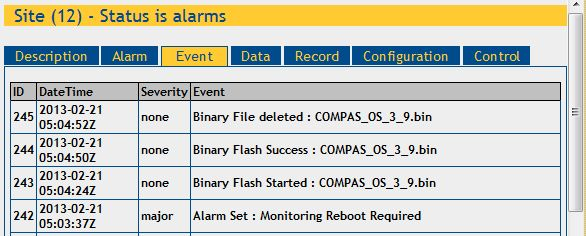 Site (12) - Status is alarms
Description Alarm Event Data Record Configuration Control
ID DateTime Severity Event
245 2013-02-21 05:04:52Z none Binary File deleted : COMPAS_OS_3_9.bin
244 2013-02-21 05:04:50Z none Binary Flash Success : COMPAS_OS_3_9.bin
243 2013-02-21 05:04:24Z none Binary Flash Started : COMPAS_OS_3_9.bin
242 2013-02-21 05:03:37Z major Alarm Set : Monitoring Reboot Required